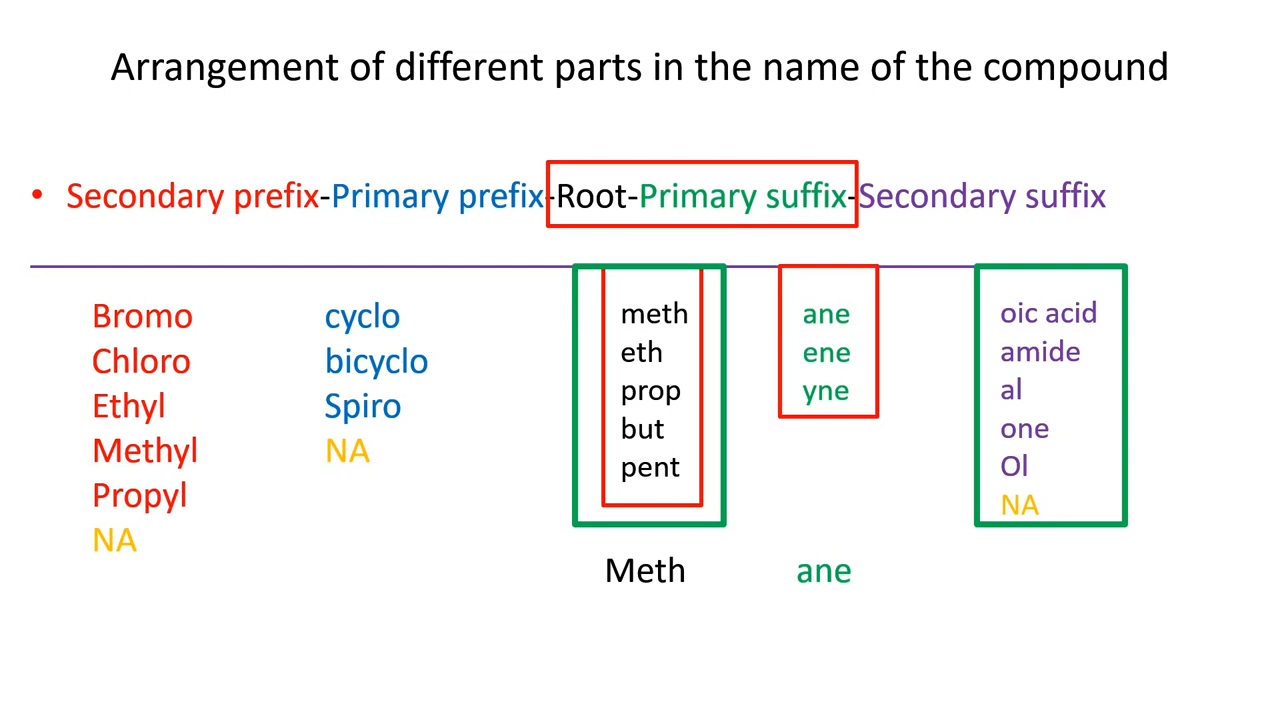 Arrangement of different parts in the name of the compound
• Secondary prefix-Primary prefix-Root-Primary suffix-Secondary suffix
Bromo
Chloro
Ethyl
Methyl
Propyl
NA
cyclo
bicyclo
Spiro
NA
meth
eth
prop
but
pent
ane
ene
yne
oic acid
amide
al
one
Ol
NA
Meth ane